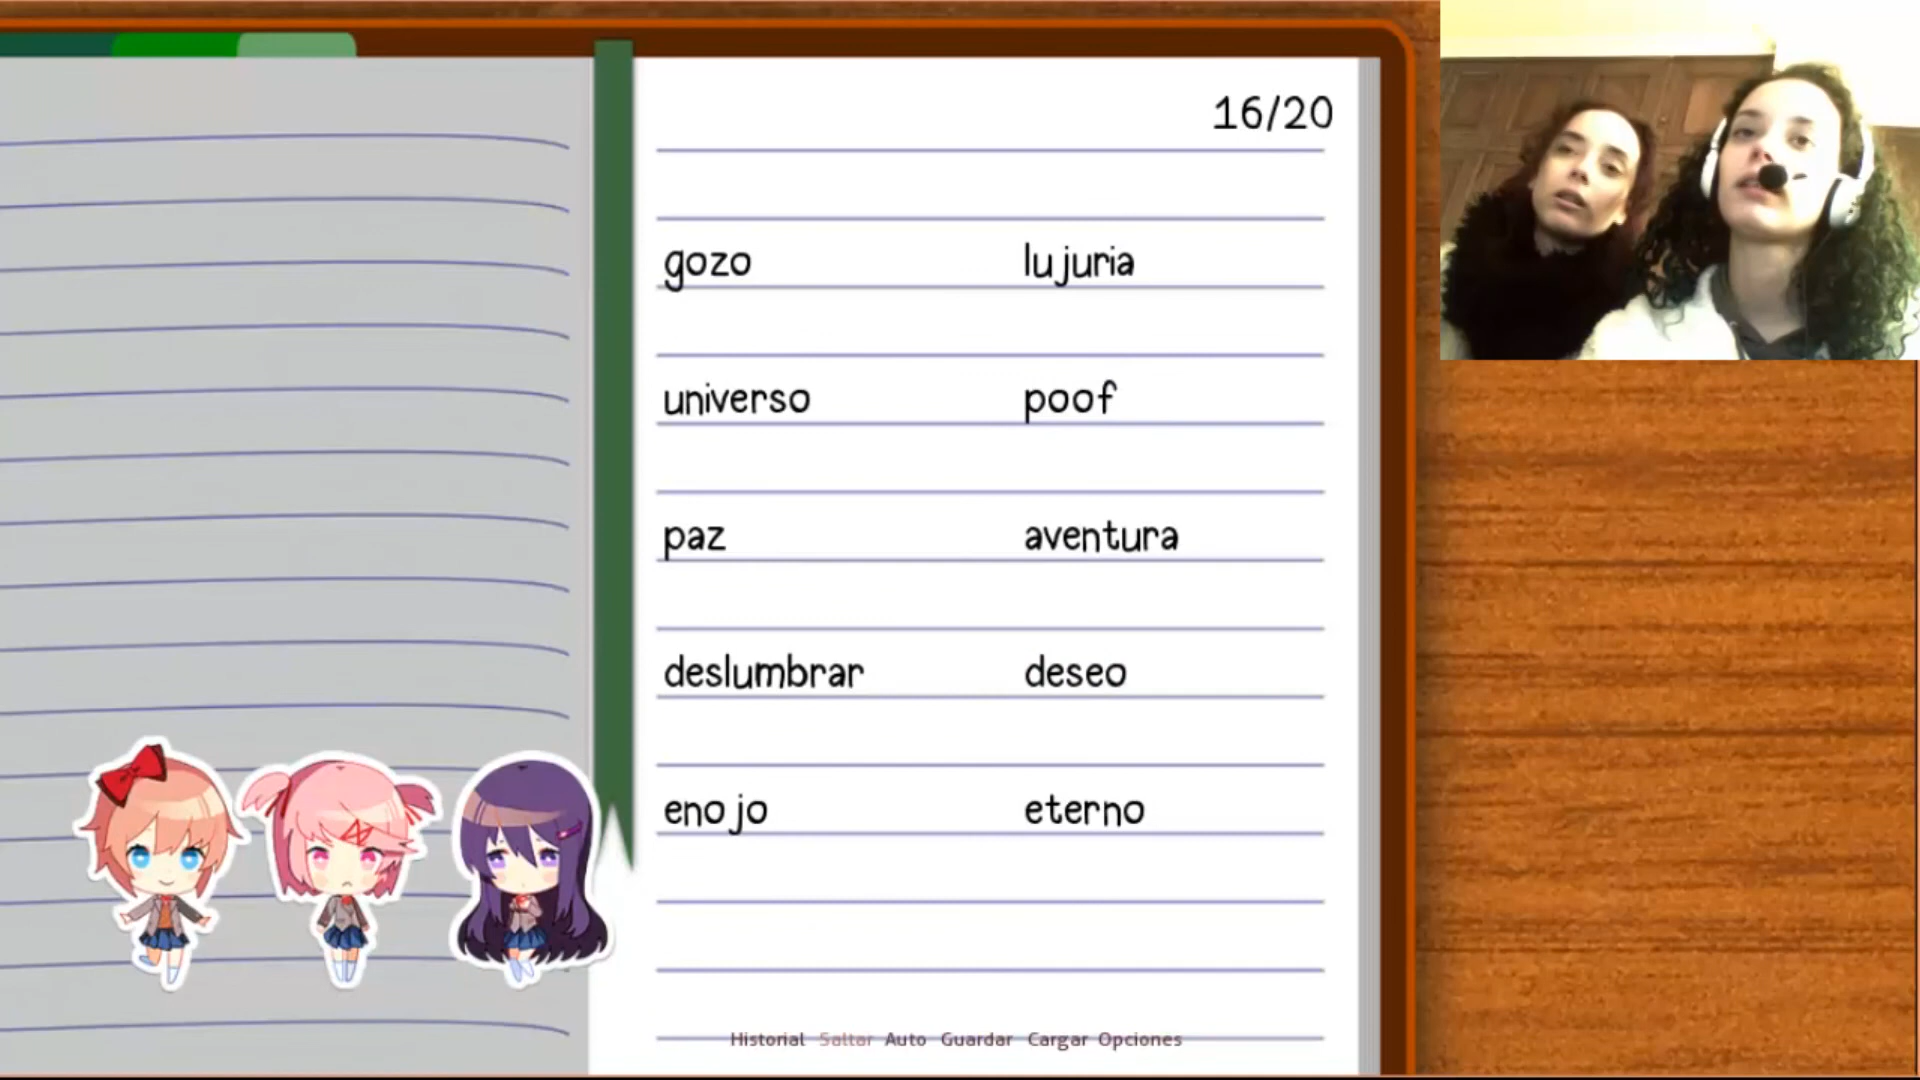 16/20
gozo lujuria
universo poof
paz aventura
deslumbrar deseo
enojo eterno
Historial Saltar Auto Guardar Cargar Opciones